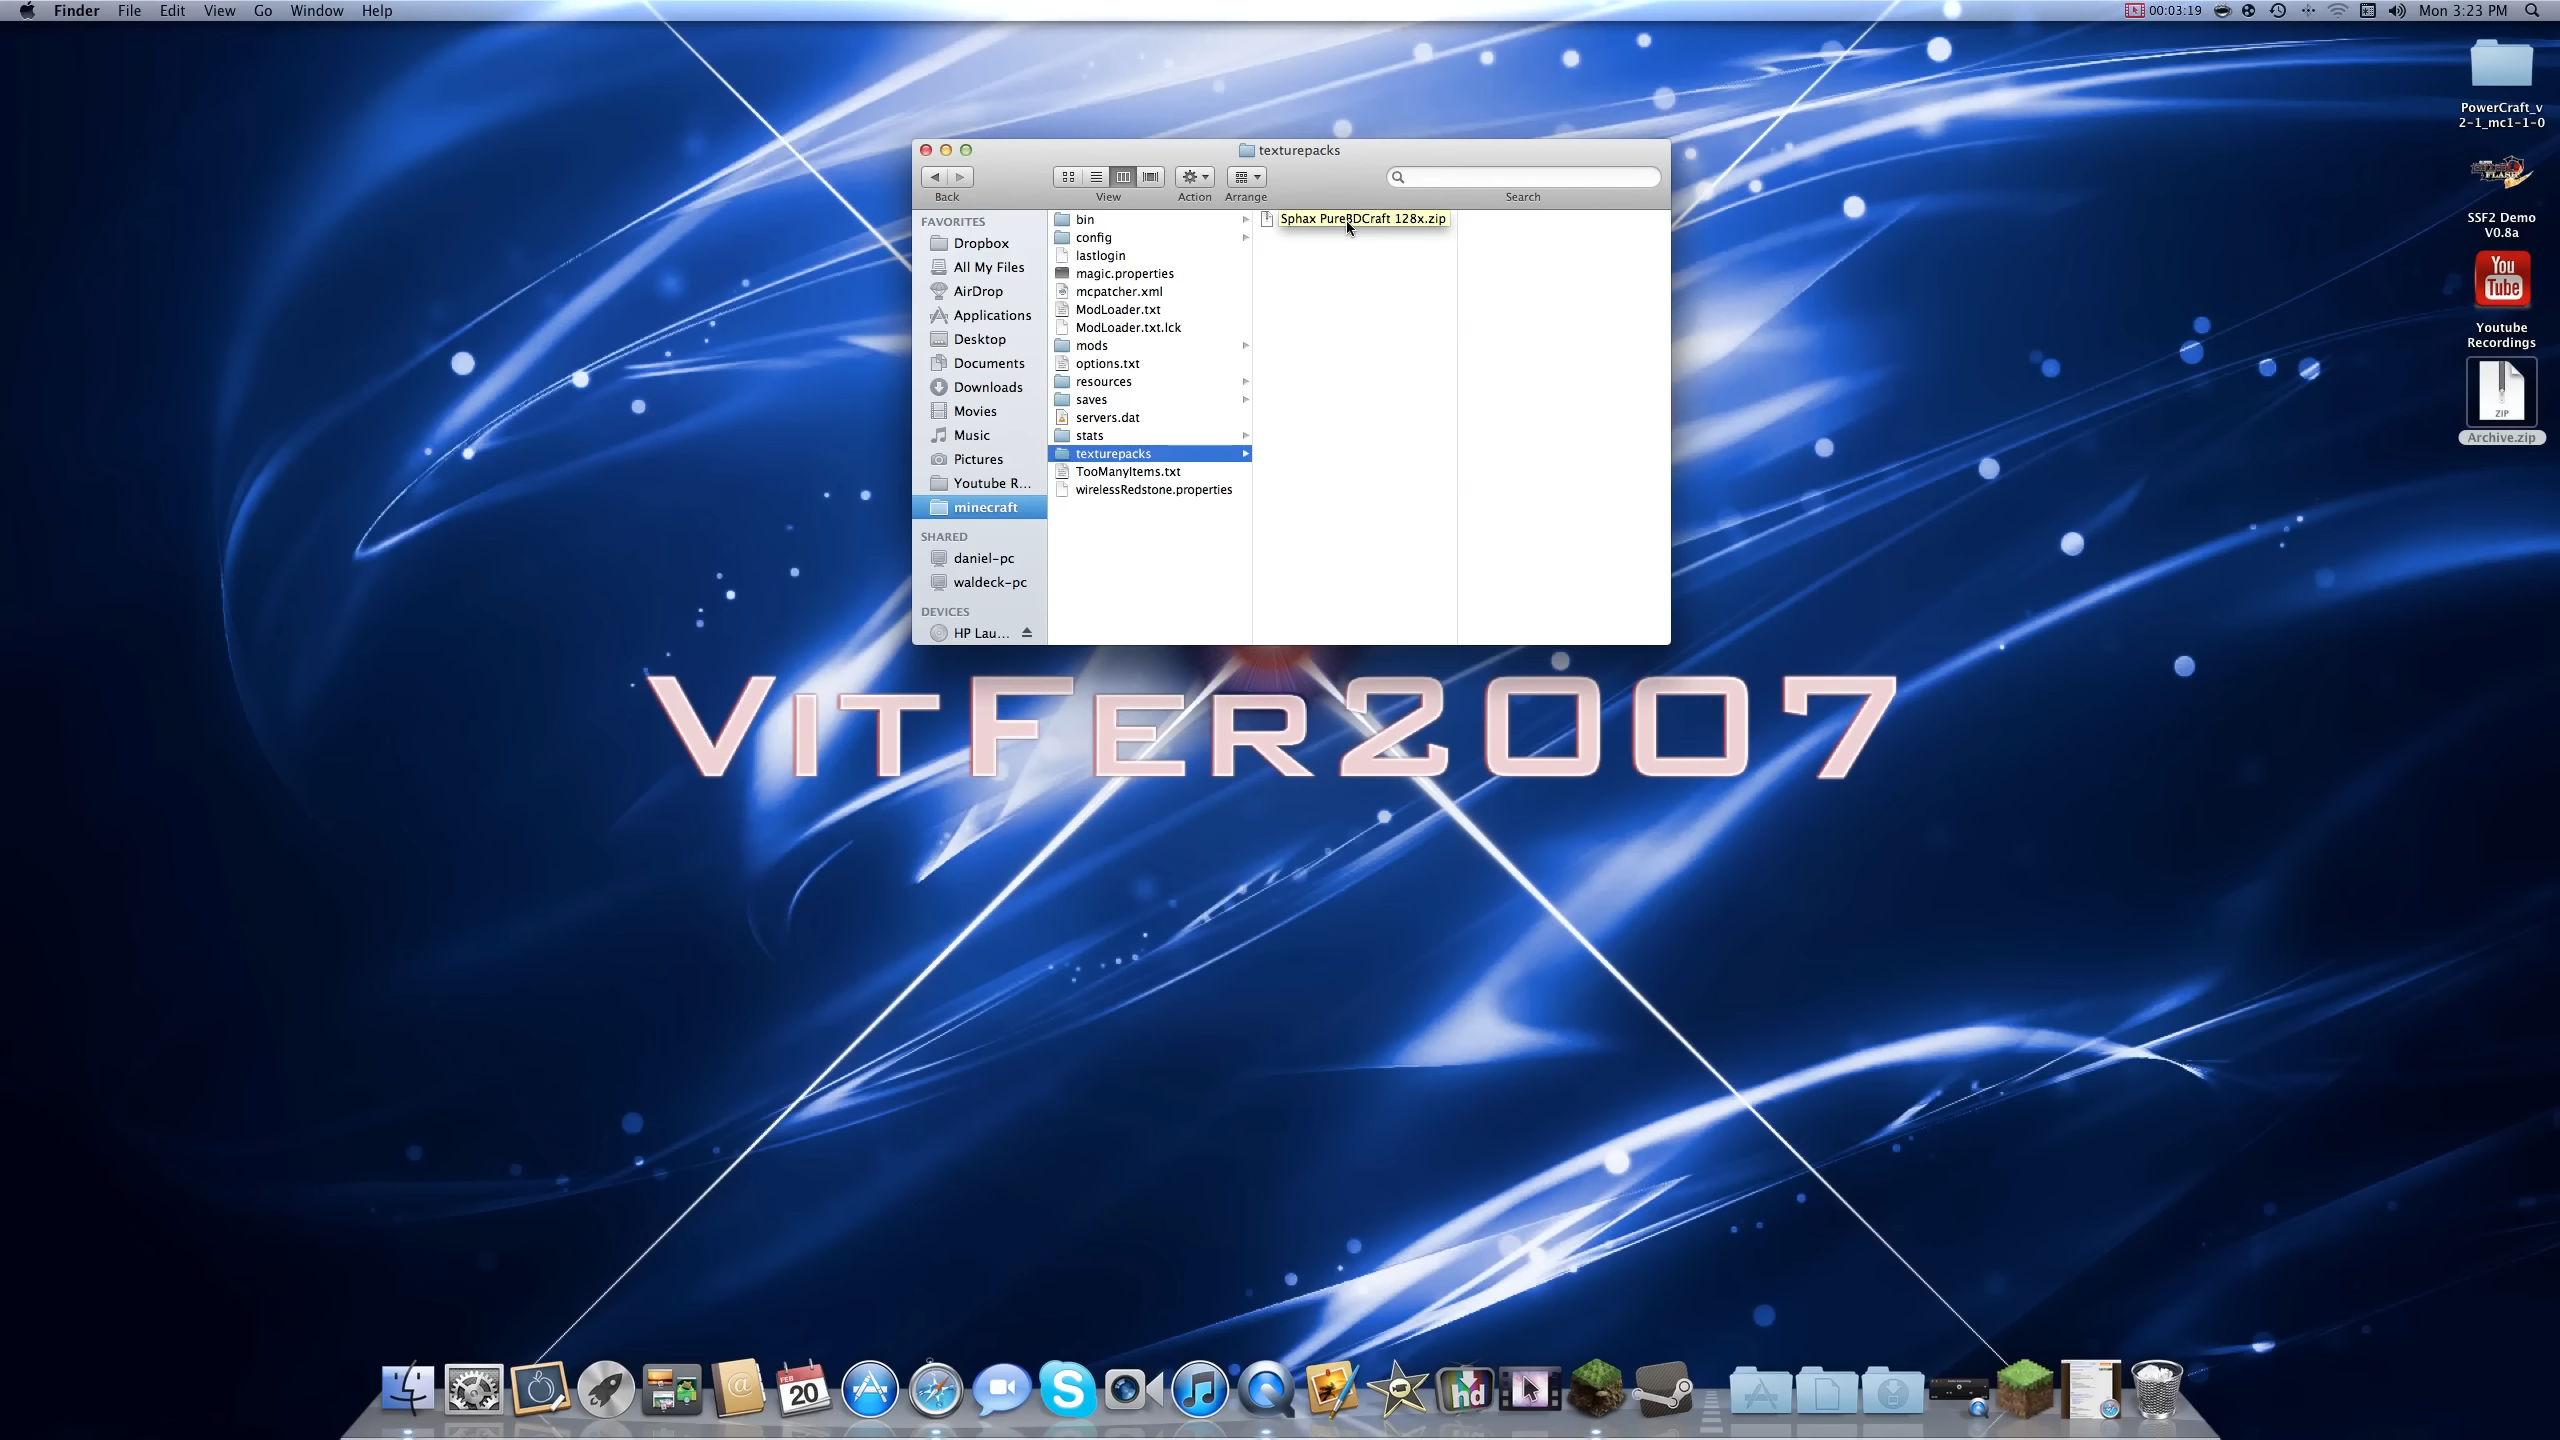 Finder File Edit View Go Window Help
00:03:19 Mon 3:23 PM
texturepacks
Back View Action Arrange Search
FAVORITES
Dropbox
All My Files
AirDrop
Applications
Desktop
Documents
Downloads
Movies
Music
Pictures
Youtube R...
minecraft
SHARED
daniel-pc
waldeck-pc
DEVICES
HP Lau...
bin
config
lastlogin
magic.properties
mcpatcher.xml
ModLoader.txt
ModLoader.txt.lck
mods
options.txt
resources
saves
servers.dat
stats
texturepacks
TooManyItems.txt
wirelessRedstone.properties
Sphax PureBDCraft 128x.zip
PowerCraft_v
2-1_mc1-1-0
SSF2 Demo
V0.8a
You
Tube
Youtube
Recordings
ZIP
Archive.zip
VitFer2007
FEB
20
hd